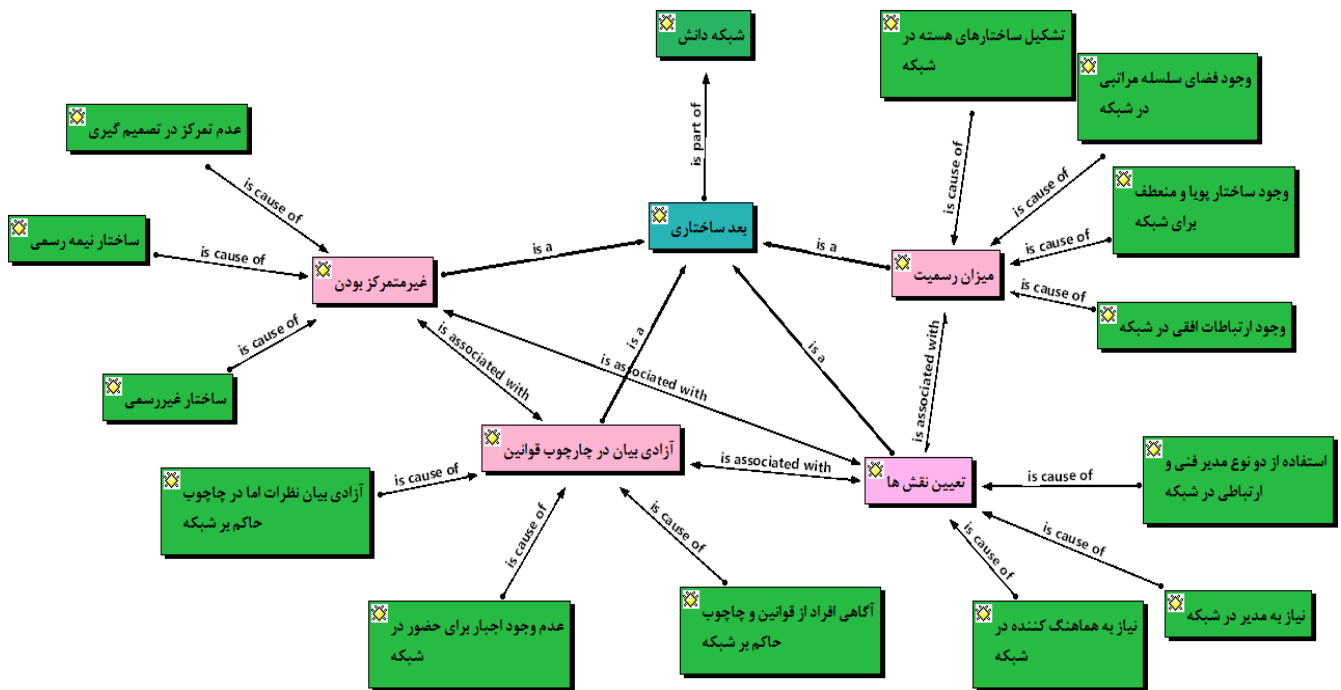 شبکه دانش
تشکیل ساختارهای هسته در
شبکه
وجود فضای سلسله مراتبی
در شبکه
عدم تمرکز در تصمیم گیری
is part of
is cause of
is cause of
is cause of
وجود ساختار پویا و منعطف
برای شبکه
ساختار نیمه رسمی
بعد ساختاری
is cause of
is a
is a
is cause of
غیرمتمرکز بودن
میزان رسمیت
is cause of
وجود ارتباطات افقی در شبکه
is cause of
is a
is a
is associated with
is associated with
is associated with
ساختار غیررسمی
آزادی بیان در چارچوب قوانین
is associated with
استفاده از دو نوع مدیر فنی و
ارتباطی در شبکه
تعیین نقش ها
is cause of
is cause of
آزادی بیان نظرات اما در چاچوب
حاکم بر شبکه
is cause of
is cause of
is cause of
is cause of
عدم وجود اجبار برای حضور در
شبکه
آگاهی افراد از قوانین و چاچوب
حاکم بر شبکه
نیاز به هماهنگ کننده در
شبکه
نیاز به مدیر در شبکه